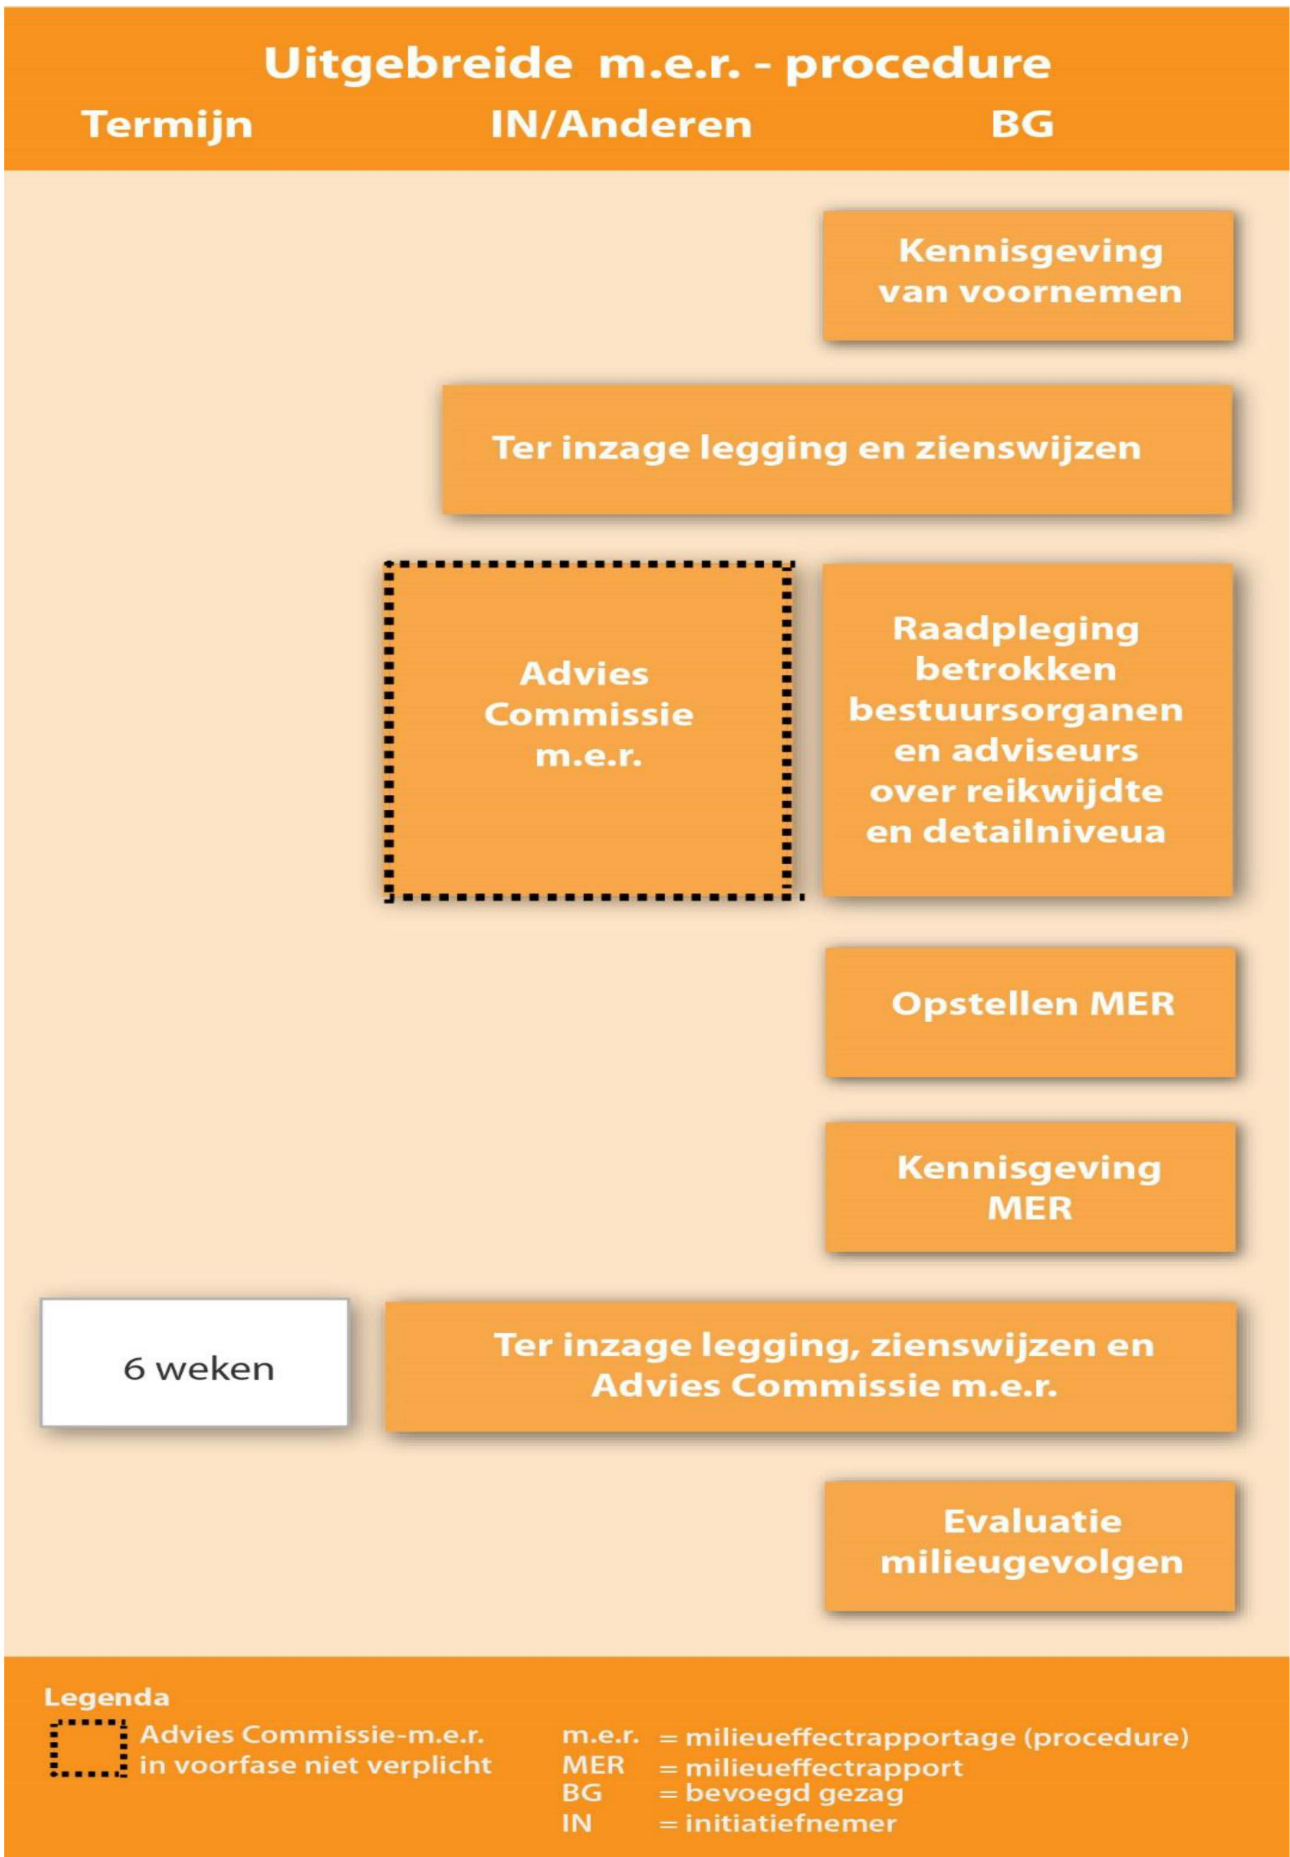 Uitgebreide m.e.r. - procedure
Termijn IN/Anderen BG
Kennisgeving
van voornemen
Ter inzage legging en zienswijzen
Advies
Commissie
m.e.r.
Raadpleging
betrokken
bestuursorganen
en adviseurs
over reikwijdte
en detailniveua
Opstellen MER
Kennisgeving
MER
6 weken
Ter inzage legging, zienswijzen en
Advies Commissie m.e.r.
Evaluatie
milieugevolgen
Legenda
Advies Commissie-m.e.r.
in voorfase niet verplicht
m.e.r. = milieueffectrapportage (procedure)
MER = milieueffectrapport
BG = bevoegd gezag
IN = initiatiefnemer